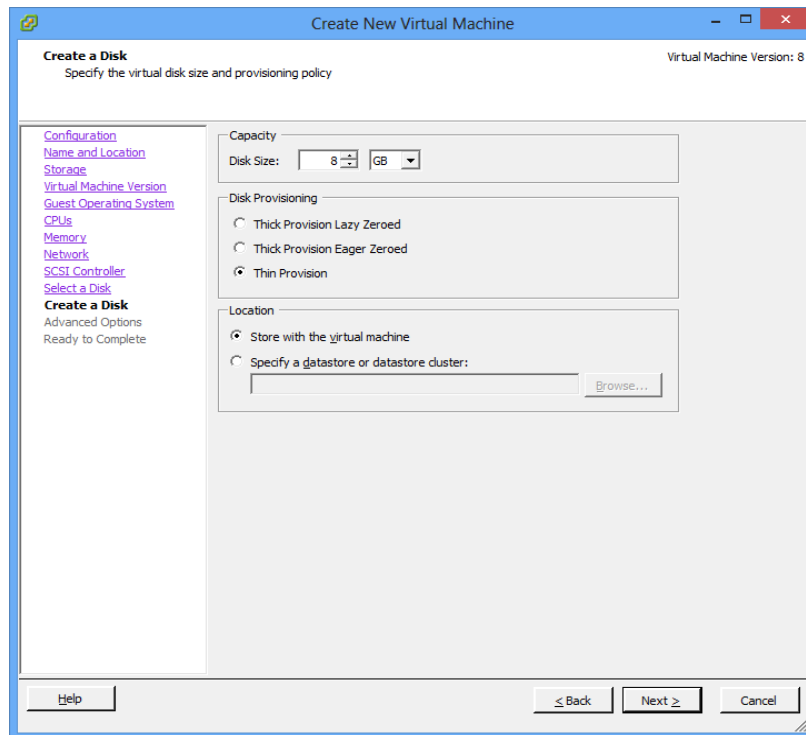 Create New Virtual Machine
Create a Disk
Specify the virtual disk size and provisioning policy
Virtual Machine Version: 8
Configuration
Name and Location
Storage
Virtual Machine Version
Guest Operating System
CPUs
Memory
Network
SCSI Controller
Select a Disk
Create a Disk
Advanced Options
Ready to Complete
Capacity
Disk Size: 8 GB
Disk Provisioning
Thick Provision Lazy Zeroed
Thick Provision Eager Zeroed
Thin Provision
Location
Store with the virtual machine
Specify a datastore or datastore cluster:
Browse...
Help
< Back
Next >
Cancel